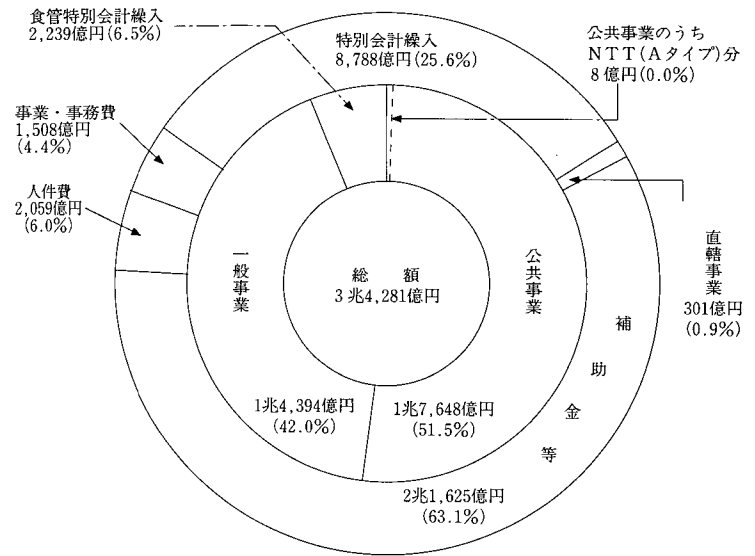 食管特別会計繰入
2,239億円(6.5%)
特別会計繰入
8,788億円(25.6%)
公共事業のうち
NTT(Aタイプ)分
8億円(0.0%)
事業・事務費
1,508億円
(4.4%)
人件費
2,059億円
(6.0%)
一般事業
総額
3兆4,281億円
公共事業
直轄事業
301億円
(0.9%)
補助金等
1兆4,394億円
(42.0%)
1兆7,648億円
(51.5%)
2兆1,625億円
(63.1%)